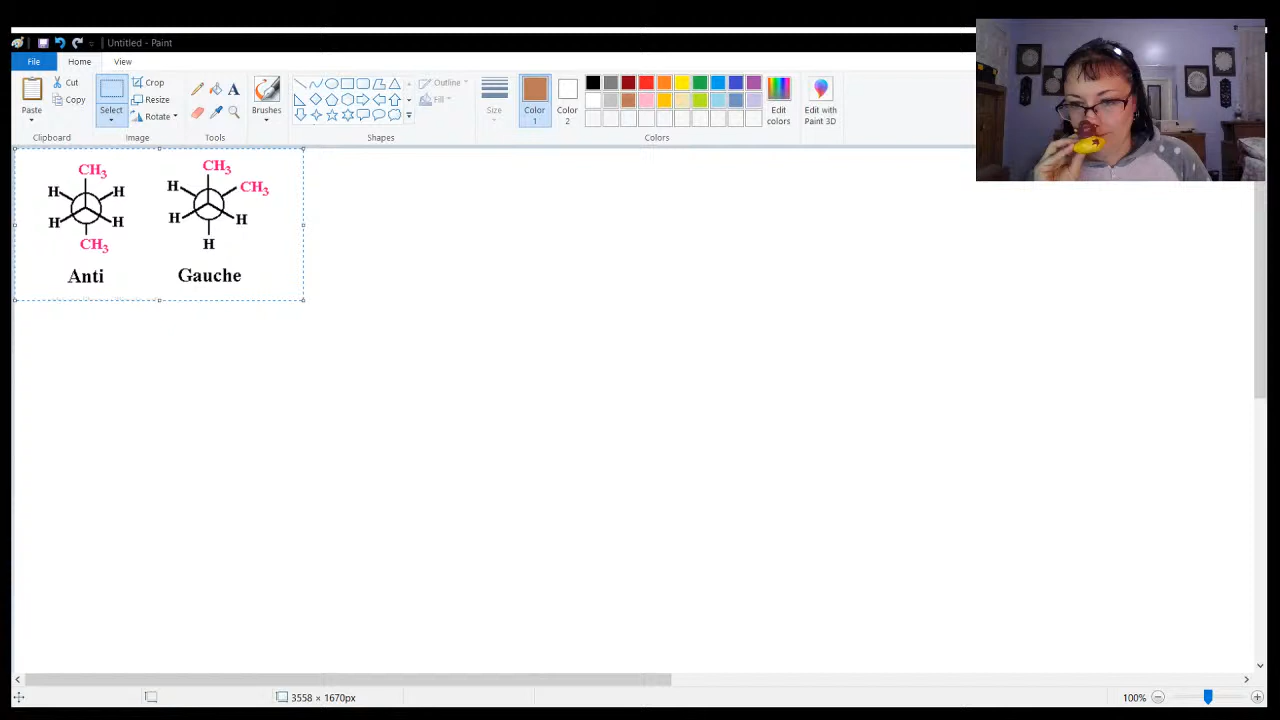 Untitled - Paint
File Home View
Paste
Cut
Copy
Clipboard
Select
Crop
Resize
Rotate
Image
A
Tools
Brushes
Outline
Fill
Shapes
Size
Color 1
Color 2
Edit colors
Colors
Edit with Paint 3D
CH3
H H
H H
CH3
Anti
CH3
H CH3
H H
H
Gauche
3558 × 1670px
100%